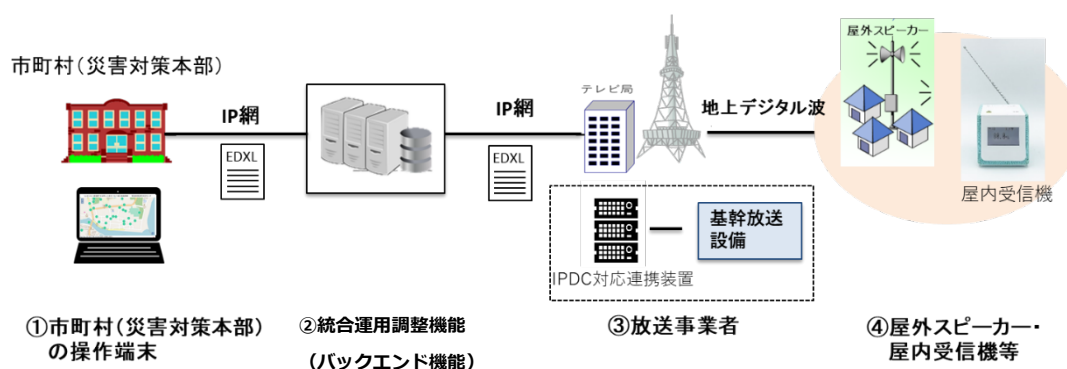 市町村（災害対策本部）
IP網
EDXL
IP網
EDXL
テレビ局
地上デジタル波
屋外スピーカー
屋内受信機
IPDC対応連携装置
基幹放送
設備
①市町村（災害対策本部）
の操作端末
②統合運用調整機能
（バックエンド機能）
③放送事業者
④屋外スピーカー・
屋内受信機等